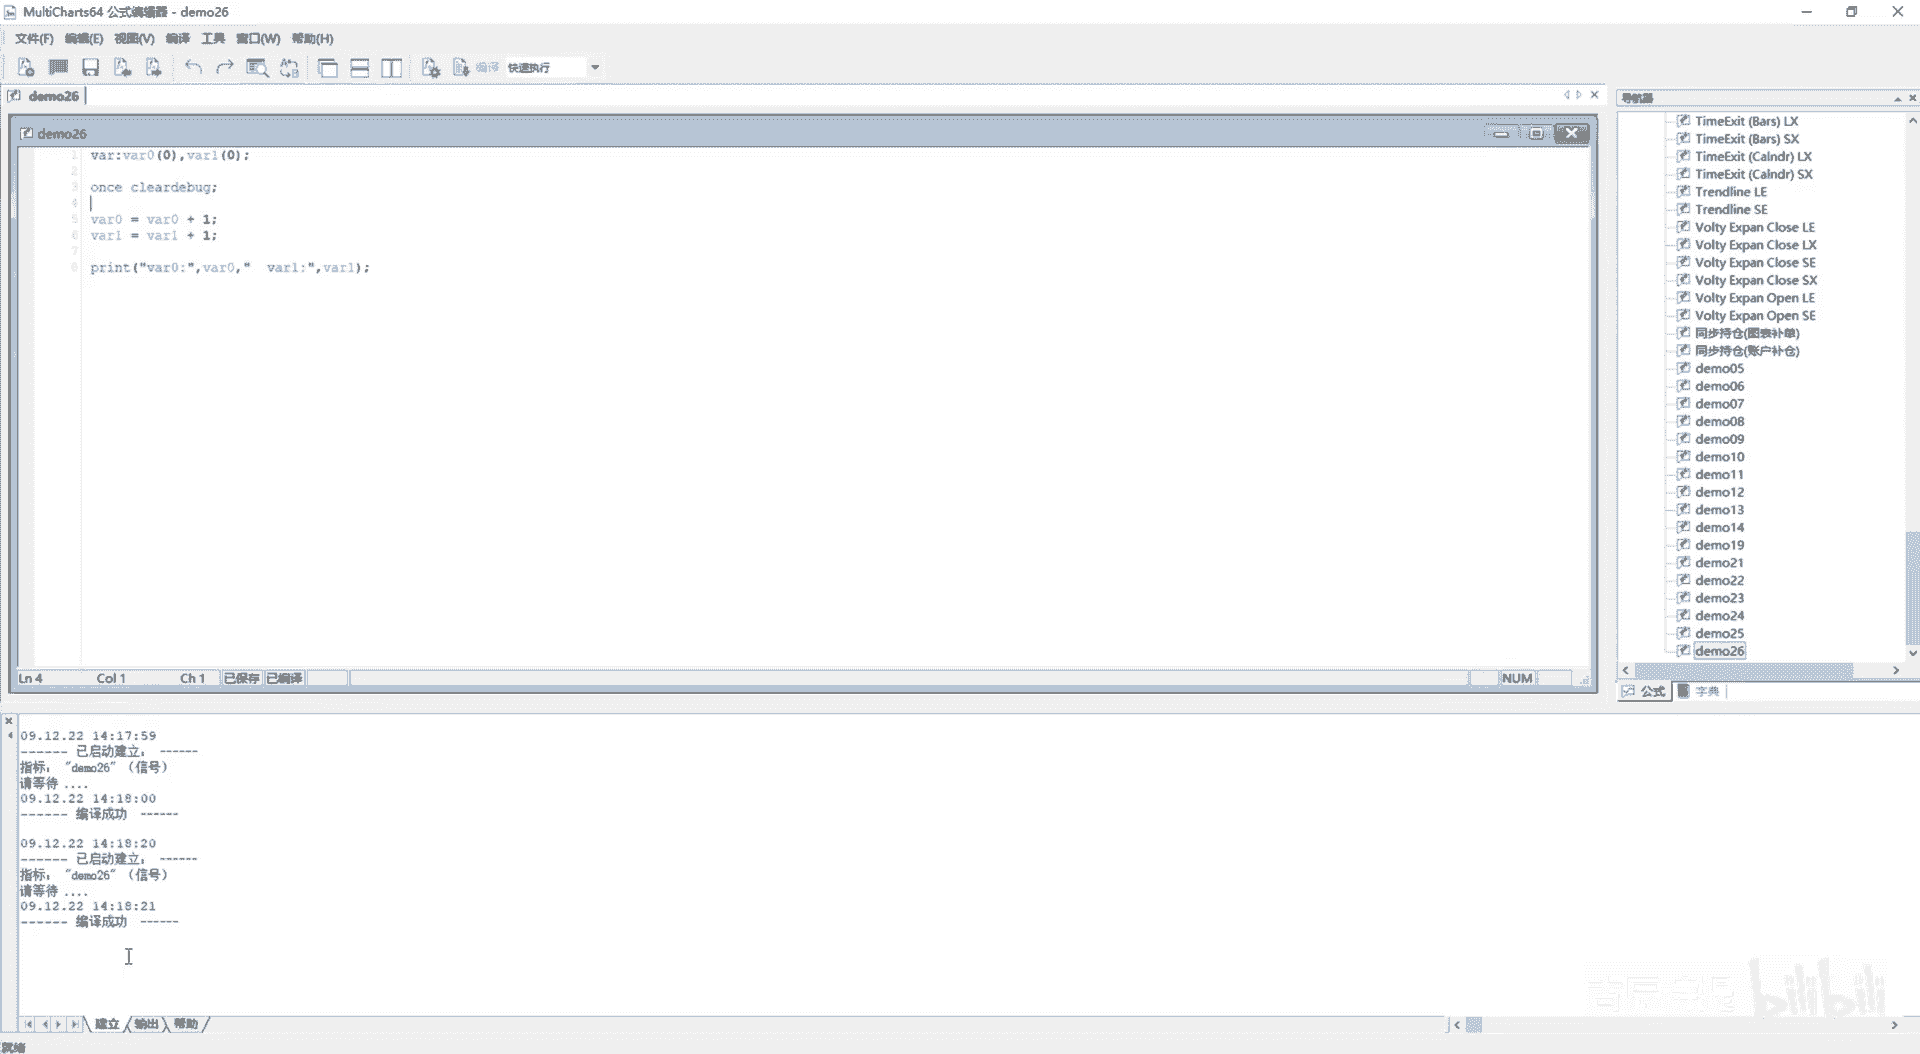 MultiCharts64 公式编辑器 - demo26
文件(F) 编辑(E) 视图(V) 编译 工具 窗口(W) 帮助(H)
编译 快速执行
demo26
demo26
1 var:var0(0),var1(0);
2
3 once cleardebug;
4
5 var0 = var0 + 1;
6 var1 = var1 + 1;
7
8 print("var0:",var0,"  var1:",var1);
Ln 4 Col 1 Ch 1 已保存 已编译 NUM
导航器
TimeExit (Bars) LX
TimeExit (Bars) SX
TimeExit (Calndr) LX
TimeExit (Calndr) SX
Trendline LE
Trendline SE
Volty Expan Close LE
Volty Expan Close LX
Volty Expan Close SE
Volty Expan Close SX
Volty Expan Open LE
Volty Expan Open SE
同步持仓(图表补单)
同步持仓(账户补仓)
demo05
demo06
demo07
demo08
demo09
demo10
demo11
demo12
demo13
demo14
demo19
demo21
demo22
demo23
demo24
demo25
demo26
公式 字典
09.12.22 14:17:59
------ 已启动建立： ------
指标： "demo26" （信号）
请等待 ....
09.12.22 14:18:00
------ 编译成功 ------
09.12.22 14:18:20
------ 已启动建立： ------
指标： "demo26" （信号）
请等待 ....
09.12.22 14:18:21
------ 编译成功 ------
建立 输出 帮助
就绪
bilibili